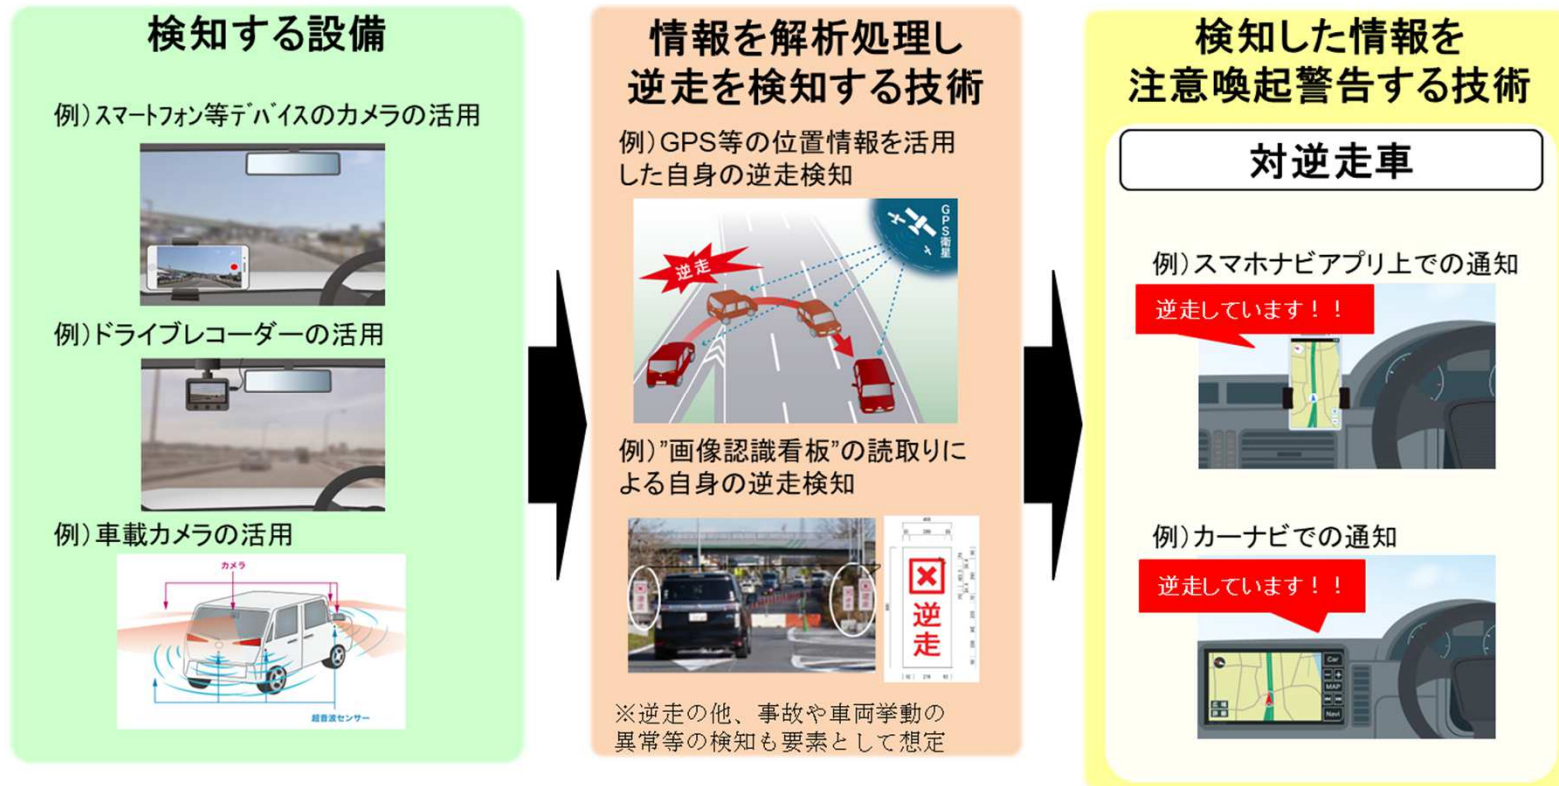 検知する設備
例）スマートフォン等デバイスのカメラの活用
例）ドライブレコーダーの活用
例）車載カメラの活用
カメラ
超音波センサー
情報を解析処理し
逆走を検知する技術
例）GPS等の位置情報を活用
した自身の逆走検知
GPS衛星
逆走
例）”画像認識看板”の読取りに
よる自身の逆走検知
逆走
※逆走の他、事故や車両挙動の
異常等の検知も要素として想定
検知した情報を
注意喚起警告する技術
対逆走車
例）スマホナビアプリ上での通知
逆走しています！！
例）カーナビでの通知
逆走しています！！
Car
MAP
Navi